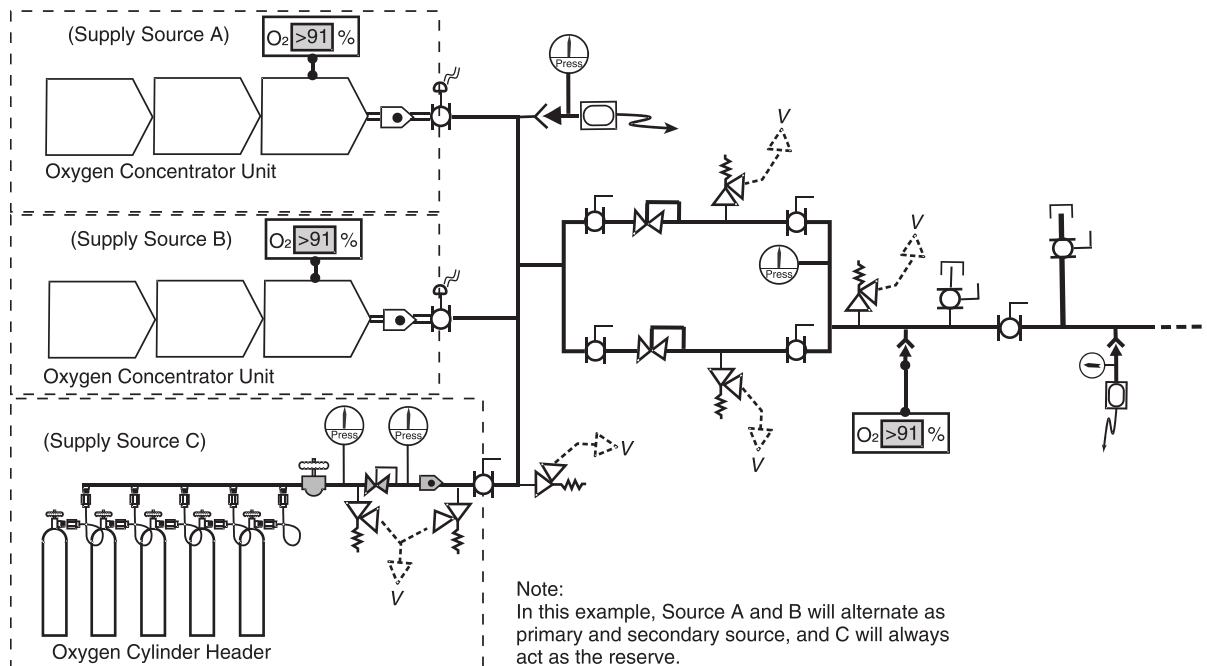 (Supply Source A)
O₂ >91 %
Oxygen Concentrator Unit
Press
V
(Supply Source B)
O₂ >91 %
Oxygen Concentrator Unit
Press
V
V
O₂ >91 %
(Supply Source C)
Press
Press
V
V
Oxygen Cylinder Header
Note:
In this example, Source A and B will alternate as
primary and secondary source, and C will always
act as the reserve.